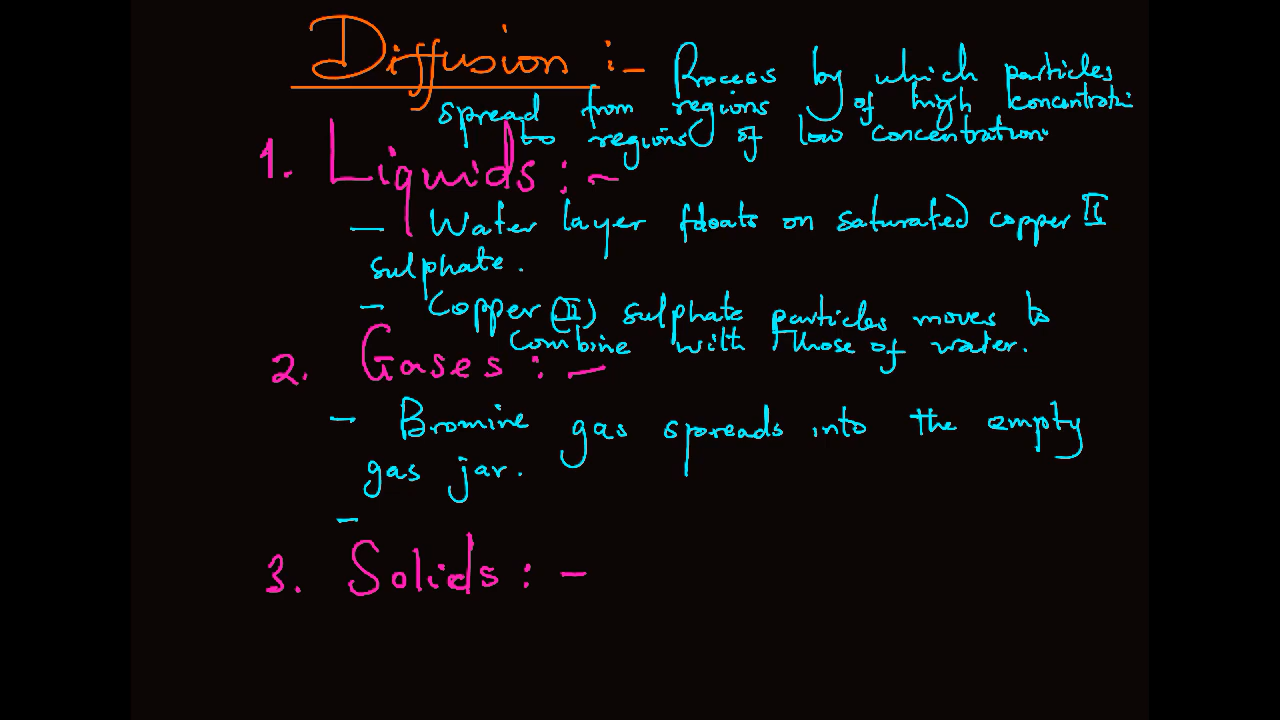 Diffusion :- Process by which particles
spread from regions of high concentrati
to regions of low concentration.
1. Liquids :-
- Water layer floats on saturated copper II
sulphate.
- Copper (II) sulphate particles moves to
combine with those of water.
2. Gases : -
- Bromine gas spreads into the empty
gas jar.
-
3. Solids : -